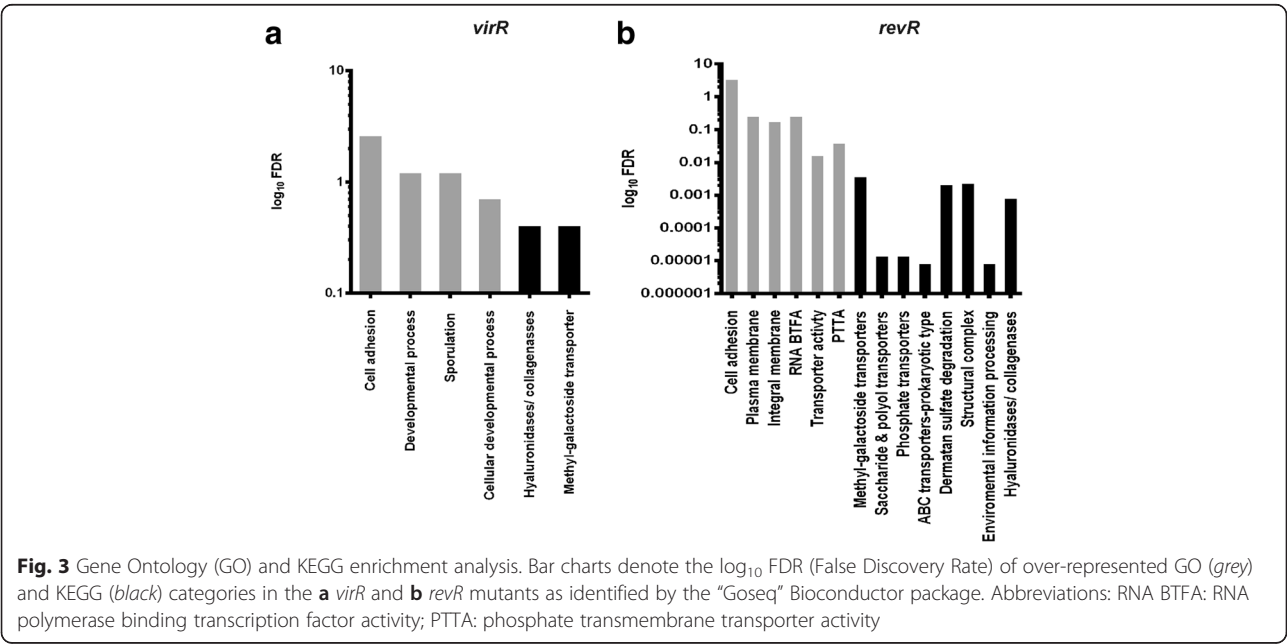 a
virR
10
1
0.1
log10 FDR
Cell adhesion
Developmental process
Sporulation
Cellular developmental process
Hyaluronidases/ collagenasses
Methyl-galactoside transporter
b
revR
10
1
0.1
0.01
0.001
0.0001
0.00001
0.000001
log10 FDR
Cell adhesion
Plasma membrane
Integral membrane
RNA BTFA
Transporter activty
PTTA
Methyl-galactoside transporters
Saccharide & polyol transporters
Phosphate transporters
ABC transporters-prokaryotic type
Dermatan sulfate degradation
Structural complex
Enviromental information processing
Hyaluronidases/ collagenases
Fig. 3 Gene Ontology (GO) and KEGG enrichment analysis. Bar charts denote the log10 FDR (False Discovery Rate) of over-represented GO (grey)
and KEGG (black) categories in the a virR and b revR mutants as identified by the “Goseq” Bioconductor package. Abbreviations: RNA BTFA: RNA
polymerase binding transcription factor activity; PTTA: phosphate transmembrane transporter activity